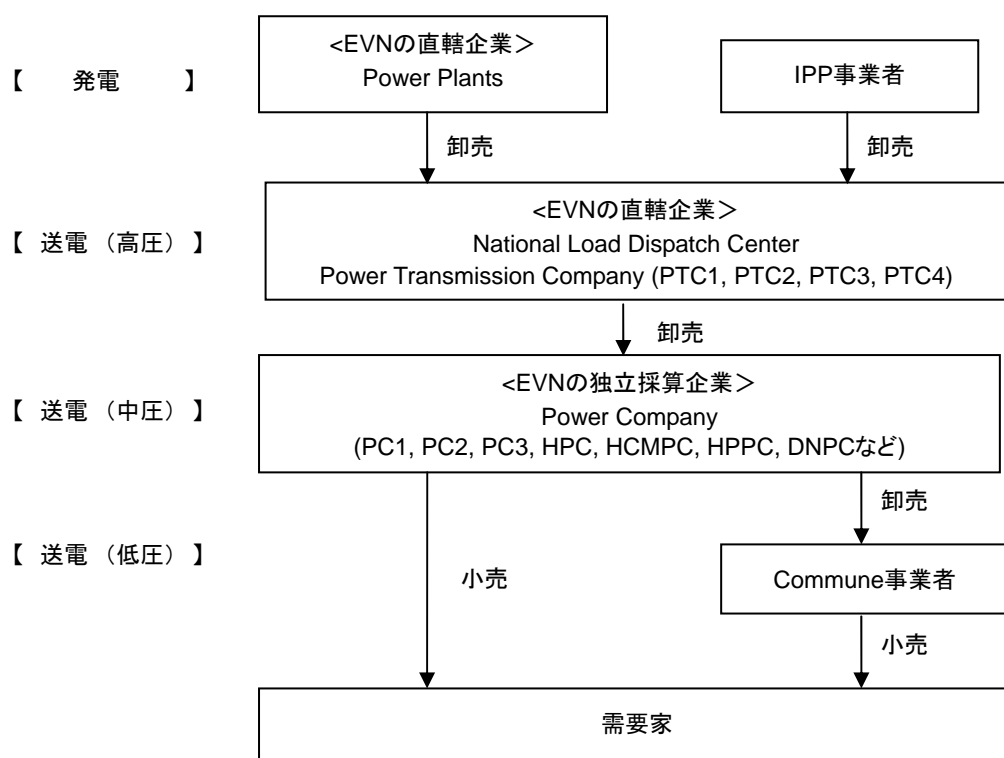 <EVNの直轄企業>
Power Plants
IPP事業者
【 発電 】
卸売
卸売
<EVNの直轄企業>
National Load Dispatch Center
Power Transmission Company (PTC1, PTC2, PTC3, PTC4)
【 送電 （高圧） 】
卸売
<EVNの独立採算企業>
Power Company
(PC1, PC2, PC3, HPC, HCMPC, HPPC, DNPCなど)
【 送電 （中圧） 】
卸売
【 送電 （低圧） 】
小売
Commune事業者
小売
需要家